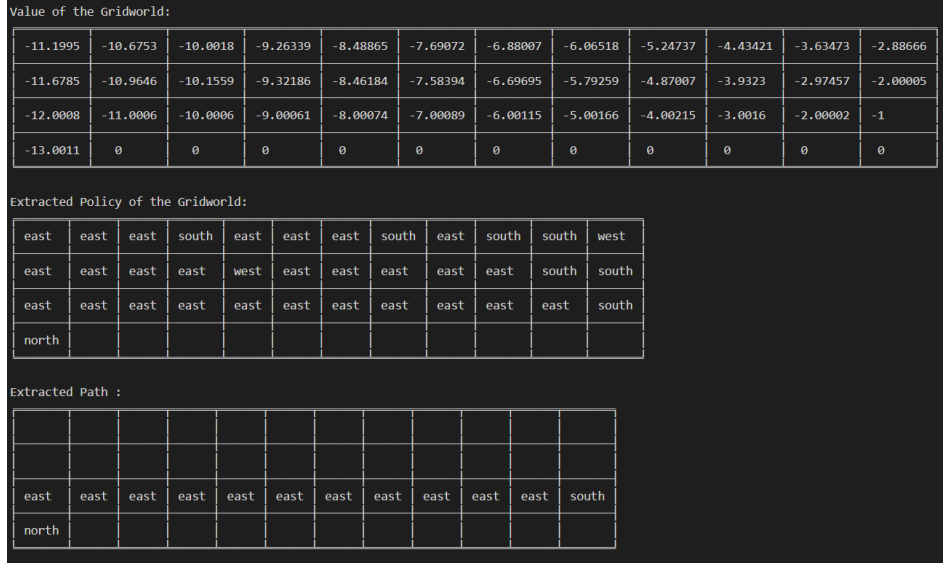 Value of the Gridworld:
-11.1995 -10.6753 -10.0018 -9.26339 -8.48865 -7.69072 -6.88007 -6.06518 -5.24737 -4.43421 -3.63473 -2.88666
-11.6785 -10.9646 -10.1559 -9.32186 -8.46184 -7.58394 -6.69695 -5.79259 -4.87007 -3.9323 -2.97457 -2.00005
-12.0008 -11.0006 -10.0006 -9.00061 -8.00074 -7.00089 -6.00115 -5.00166 -4.00215 -3.0016 -2.00002 -1
-13.0011 0 0 0 0 0 0 0 0 0 0 0
Extracted Policy of the Gridworld:
east east east south east east east south east south south west
east east east east west east east east east east south south
east east east east east east east east east east east south
north
Extracted Path :
east east east east east east east east east east east south
north